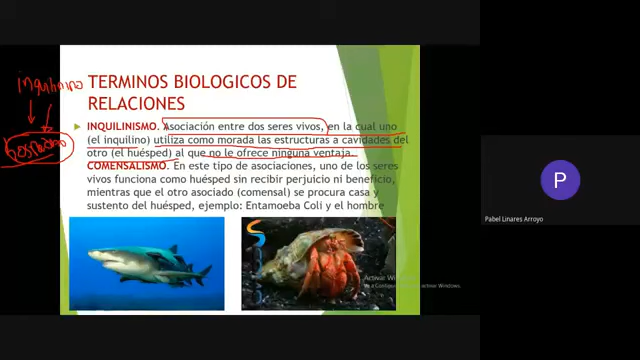 TERMINOS BIOLOGICOS DE
RELACIONES
inquilino
INQUILINISMO. Asociación entre dos seres vivos, en la cual uno
(el inquilino) utiliza como morada las estructuras a cavidades del
otro (el huésped) al que no le ofrece ninguna ventaja.
COMENSALISMO. En este tipo de asociaciones, uno de los seres
vivos funciona como huésped sin recibir perjuicio ni beneficio,
mientras que el otro asociado (comensal) se procura casa y
sustento del huésped, ejemplo: Entamoeba Coli y el hombre
P
Pabel Linares Arroyo
Activar Wi